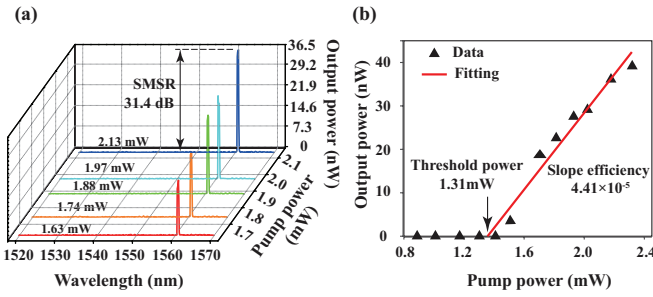 (a)
SMSR
31.4 dB
2.13 mW
1.97 mW
1.88 mW
1.74 mW
1.63 mW
36.5
29.2
21.9
14.6
7.3
0
Output power (nW)
2.1
2.0
1.9
1.8
1.7
Pump power
(mW)
1520 1530 1540 1550 1560 1570
Wavelength (nm)
(b)
Data
Fitting
Threshold power
1.31mW
Slope efficiency
4.41×10⁻⁵
40
30
20
10
0
Output power (nW)
0.8 1.2 1.6 2.0 2.4
Pump power (mW)